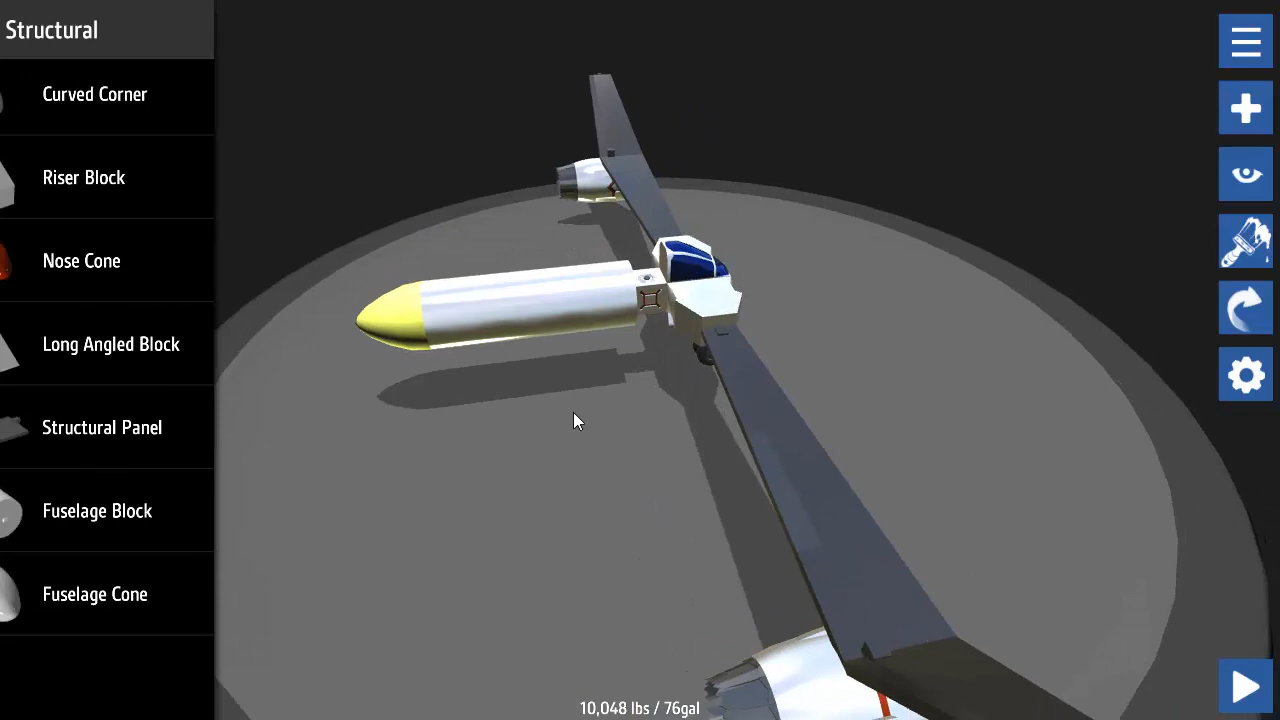 Structural
Curved Corner
Riser Block
Nose Cone
Long Angled Block
Structural Panel
Fuselage Block
Fuselage Cone
10,048 lbs / 76gal